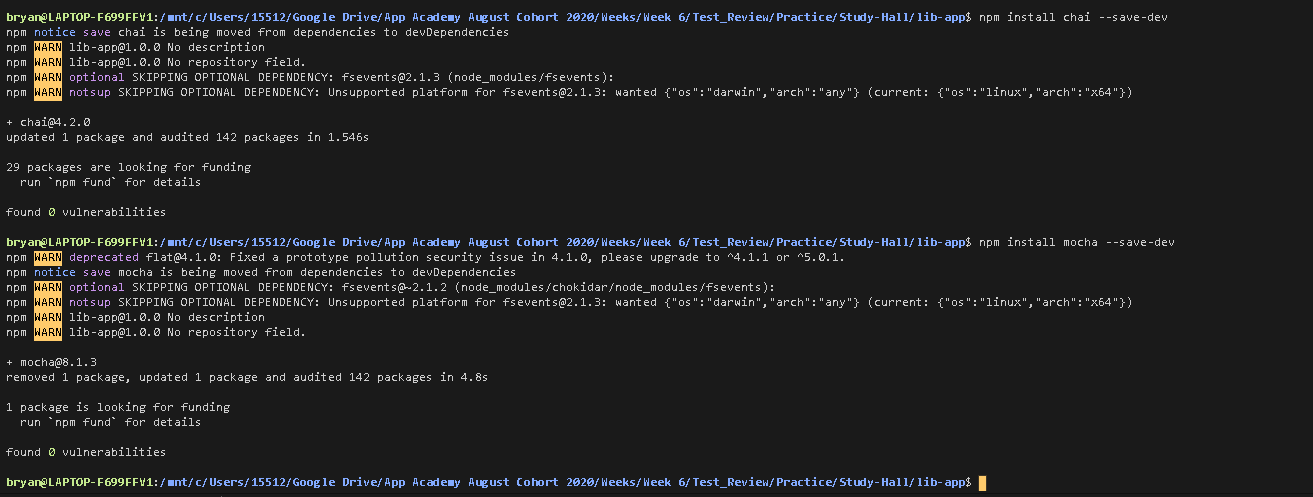 bryan@LAPTOP-F699FFV1:/mnt/c/Users/15512/Google Drive/App Academy August Cohort 2020/Weeks/Week 6/Test_Review/Practice/Study-Hall/lib-app$ npm install chai --save-dev
npm notice save chai is being moved from dependencies to devDependencies
npm WARN lib-app@1.0.0 No description
npm WARN lib-app@1.0.0 No repository field.
npm WARN optional SKIPPING OPTIONAL DEPENDENCY: fsevents@2.1.3 (node_modules/fsevents):
npm WARN notsup SKIPPING OPTIONAL DEPENDENCY: Unsupported platform for fsevents@2.1.3: wanted {"os":"darwin","arch":"any"} (current: {"os":"linux","arch":"x64"})
+ chai@4.2.0
updated 1 package and audited 142 packages in 1.546s
29 packages are looking for funding
run `npm fund` for details
found 0 vulnerabilities
bryan@LAPTOP-F699FFV1:/mnt/c/Users/15512/Google Drive/App Academy August Cohort 2020/Weeks/Week 6/Test_Review/Practice/Study-Hall/lib-app$ npm install mocha --save-dev
npm WARN deprecated flat@4.1.0: Fixed a prototype pollution security issue in 4.1.0, please upgrade to ^4.1.1 or ^5.0.1.
npm notice save mocha is being moved from dependencies to devDependencies
npm WARN optional SKIPPING OPTIONAL DEPENDENCY: fsevents@~2.1.2 (node_modules/chokidar/node_modules/fsevents):
npm WARN notsup SKIPPING OPTIONAL DEPENDENCY: Unsupported platform for fsevents@2.1.3: wanted {"os":"darwin","arch":"any"} (current: {"os":"linux","arch":"x64"})
npm WARN lib-app@1.0.0 No description
npm WARN lib-app@1.0.0 No repository field.
+ mocha@8.1.3
removed 1 package, updated 1 package and audited 142 packages in 4.8s
1 package is looking for funding
run `npm fund` for details
found 0 vulnerabilities
bryan@LAPTOP-F699FFV1:/mnt/c/Users/15512/Google Drive/App Academy August Cohort 2020/Weeks/Week 6/Test_Review/Practice/Study-Hall/lib-app$